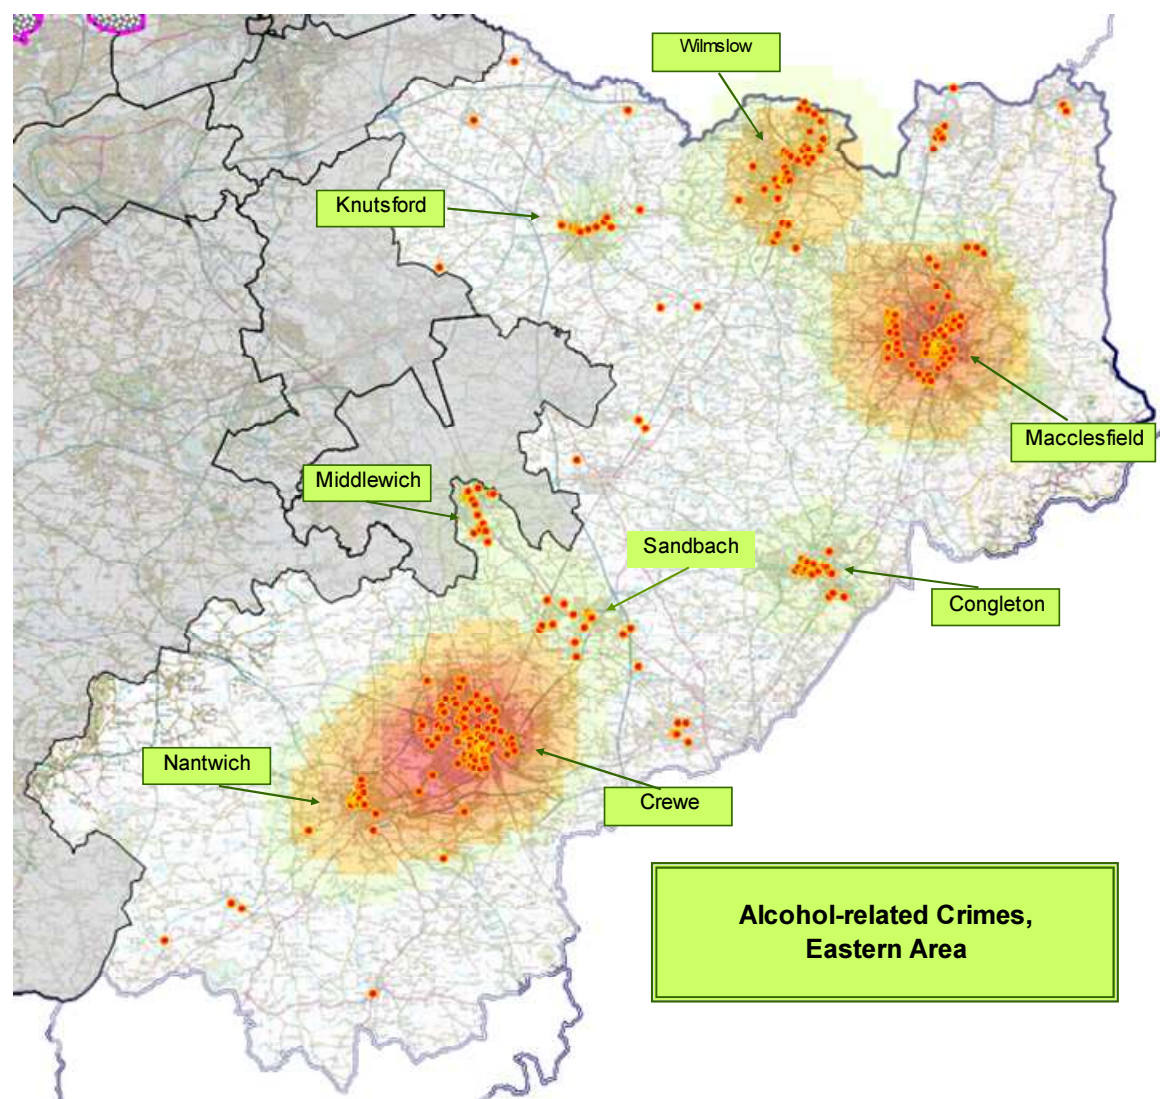 Wilmslow
Knutsford
Macclesfield
Middlewich
Sandbach
Congleton
Nantwich
Crewe
Alcohol-related Crimes,
Eastern Area